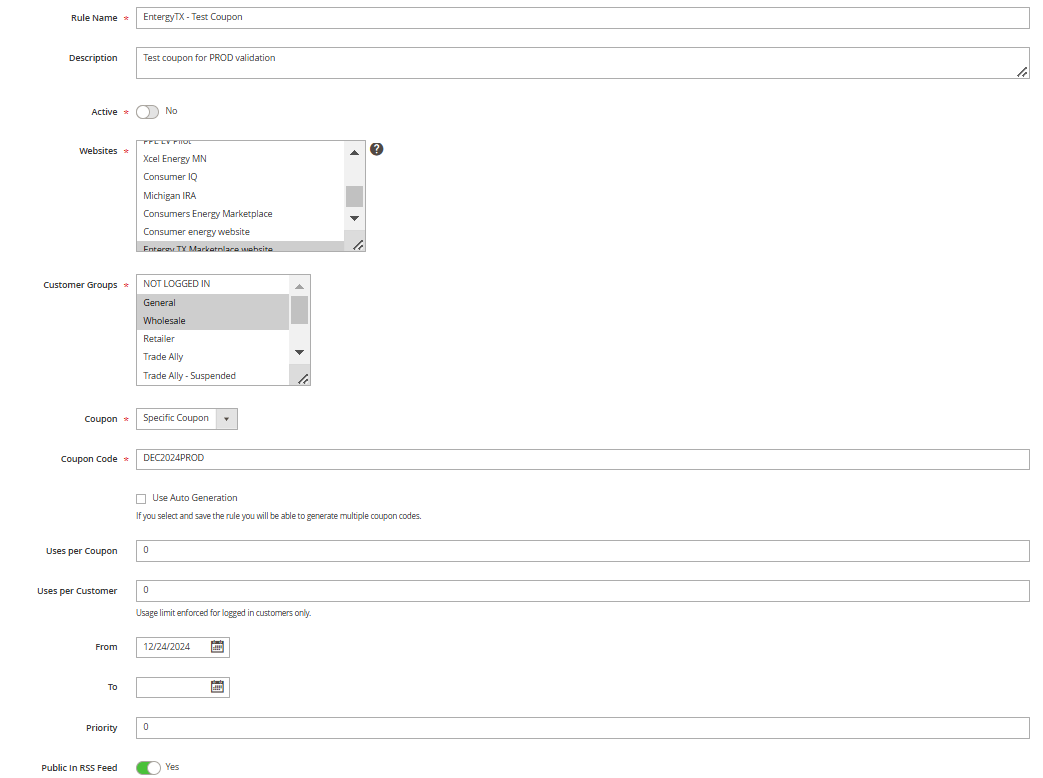 Rule Name * EntergyTX - Test Coupon
Description Test coupon for PROD validation
Active * No
Websites * PPL EV Pilot
Xcel Energy MN
Consumer IQ
Michigan IRA
Consumers Energy Marketplace
Consumer energy website
Entergy TX Marketplace website
Customer Groups * NOT LOGGED IN
General
Wholesale
Retailer
Trade Ally
Trade Ally - Suspended
Coupon * Specific Coupon
Coupon Code * DEC2024PROD
Use Auto Generation
If you select and save the rule you will be able to generate multiple coupon codes.
Uses per Coupon 0
Uses per Customer 0
Usage limit enforced for logged in customers only.
From 12/24/2024
To
Priority 0
Public In RSS Feed Yes